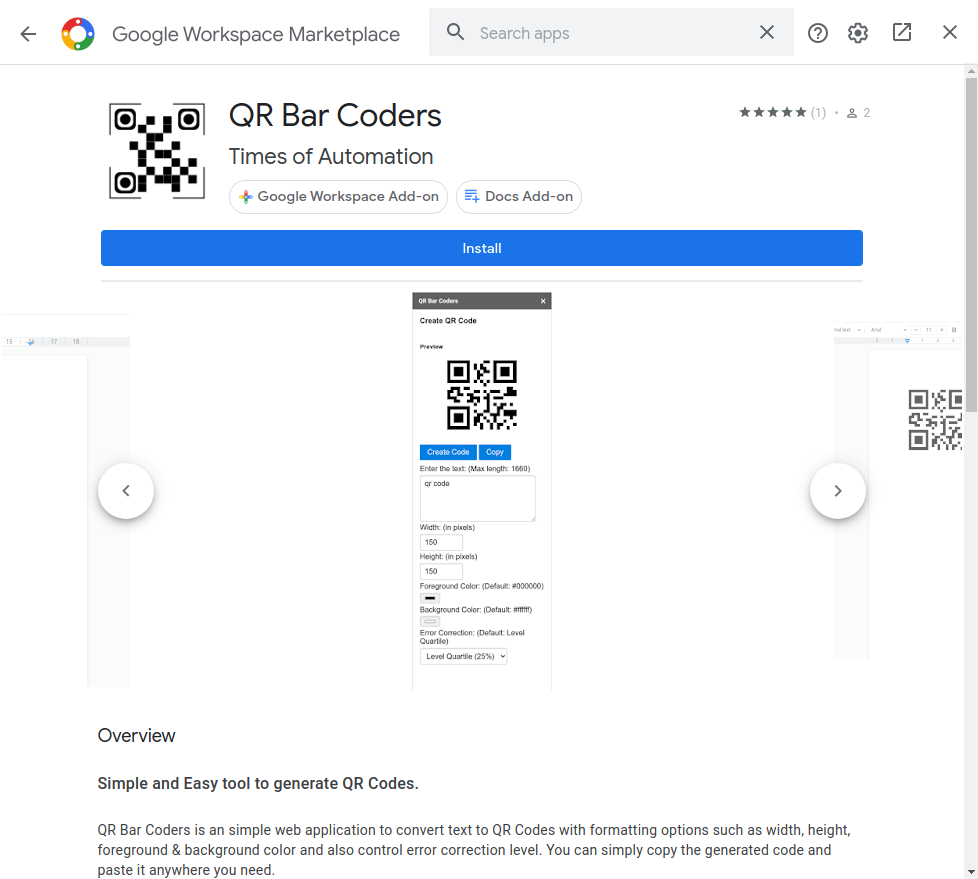 Google Workspace Marketplace
Search apps
QR Bar Coders
(1)
2
Times of Automation
Google Workspace Add-on
Docs Add-on
Install
QR Bar Coders
Create QR Code
Preview
Create Code
Copy
Enter the text: (Max length: 1660)
qr code
Width: (in pixels)
150
Height: (in pixels)
150
Foreground Color: (Default: #000000)
Background Color: (Default: #ffffff)
Error Correction: (Default: Level
Quartile)
Level Quartile (25%)
15
16
17
18
Arial
11
B
Overview
Simple and Easy tool to generate QR Codes.
QR Bar Coders is an simple web application to convert text to QR Codes with formatting options such as width, height,
foreground & background color and also control error correction level. You can simply copy the generated code and
paste it anywhere you need.